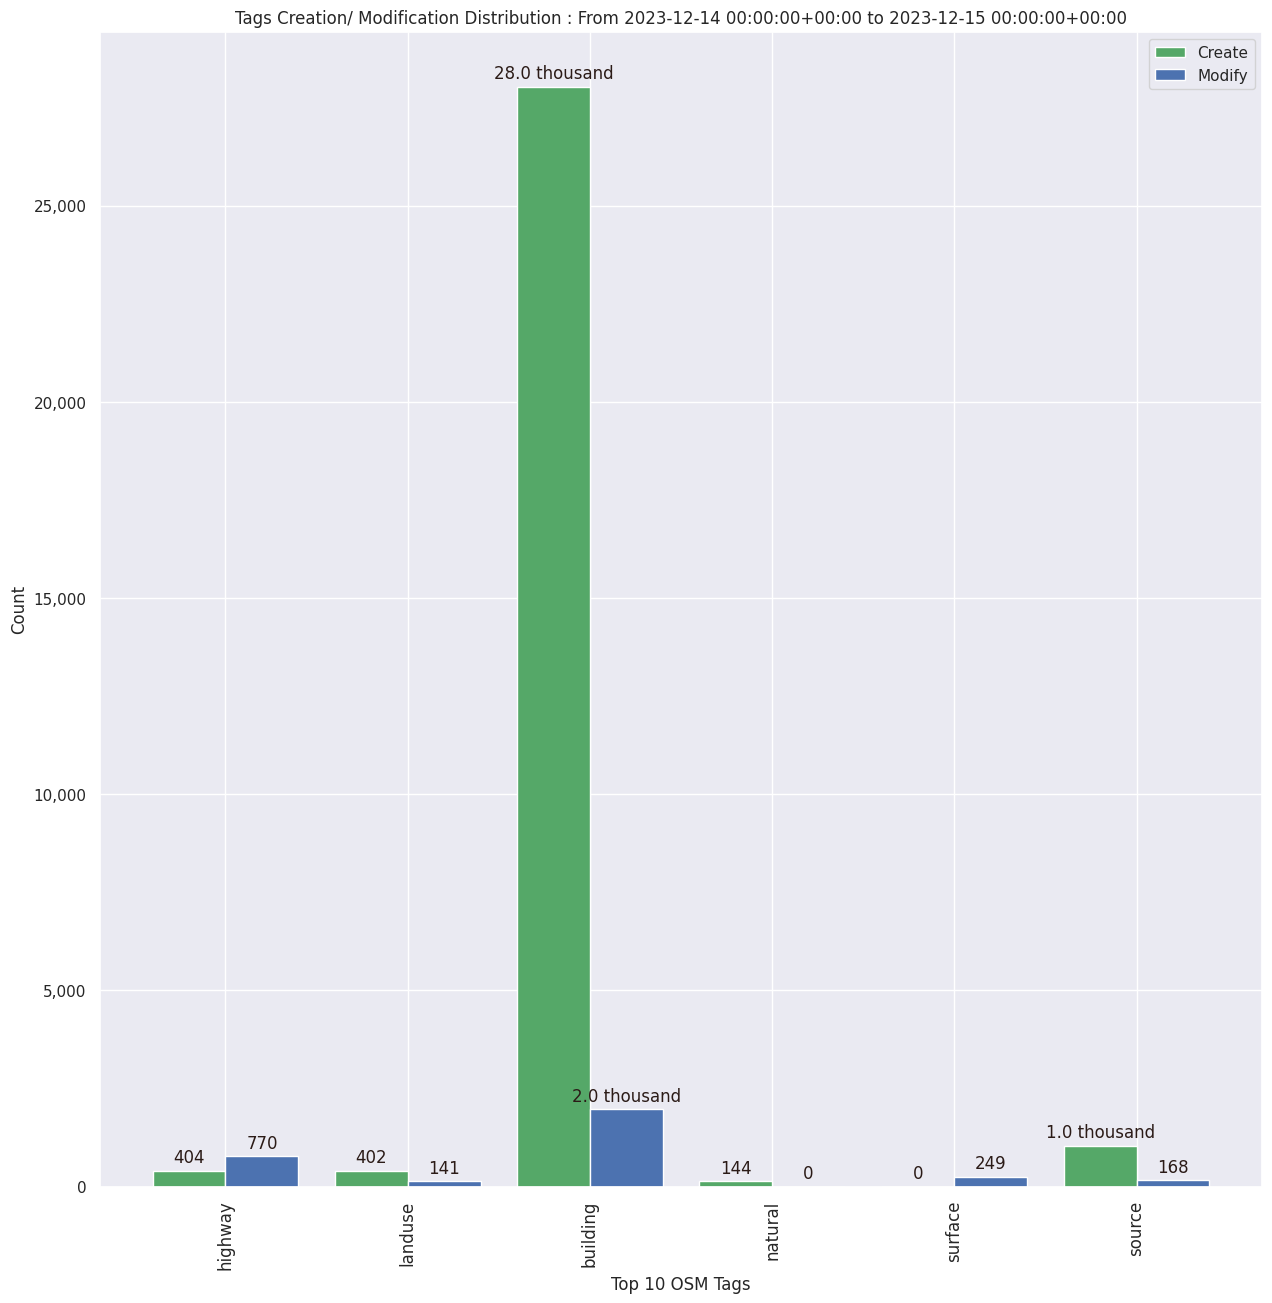 Tags Creation/ Modification Distribution : From 2023-12-14 00:00:00+00:00 to 2023-12-15 00:00:00+00:00
Create
Modify
28.0 thousand
25,000
20,000
15,000
10,000
5,000
0
Count
404
770
402
141
2.0 thousand
144
0
0
249
1.0 thousand
168
highway
landuse
building
natural
surface
source
Top 10 OSM Tags